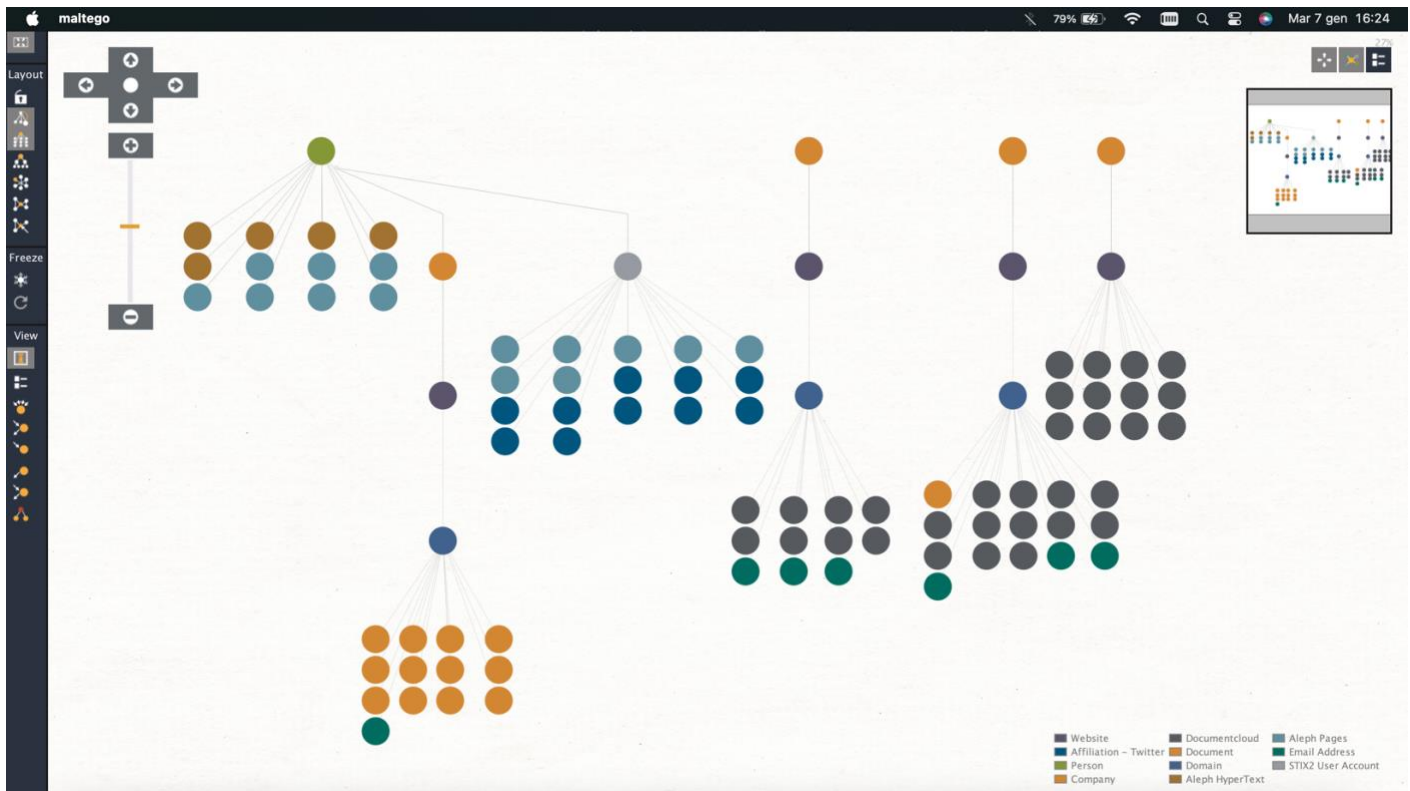 maltego 79% Mar 7 gen 16:24
27%
Layout
Freeze
View
Website
Affiliation - Twitter
Person
Company
Documentcloud
Document
Domain
Aleph HyperText
Aleph Pages
Email Address
STIX2 User Account